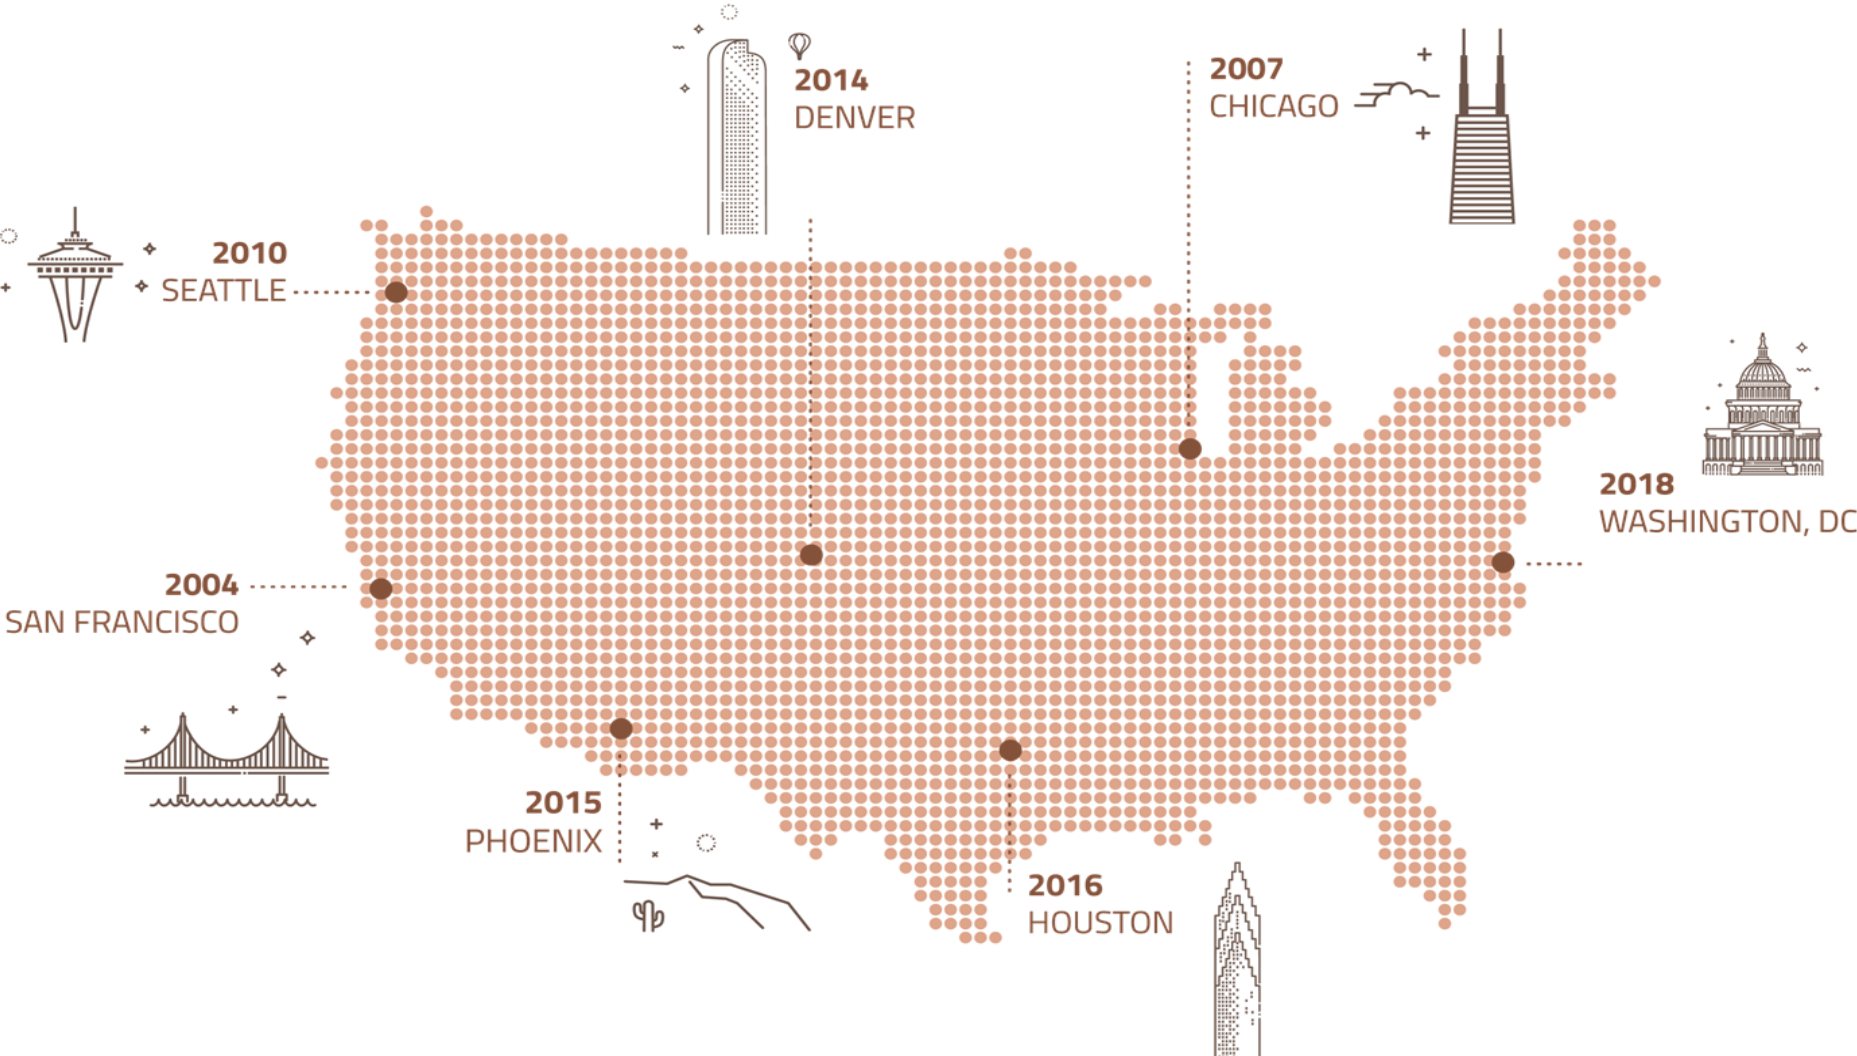 2014
DENVER
2007
CHICAGO
2010
SEATTLE
2018
WASHINGTON, DC
2004
SAN FRANCISCO
2015
PHOENIX
2016
HOUSTON